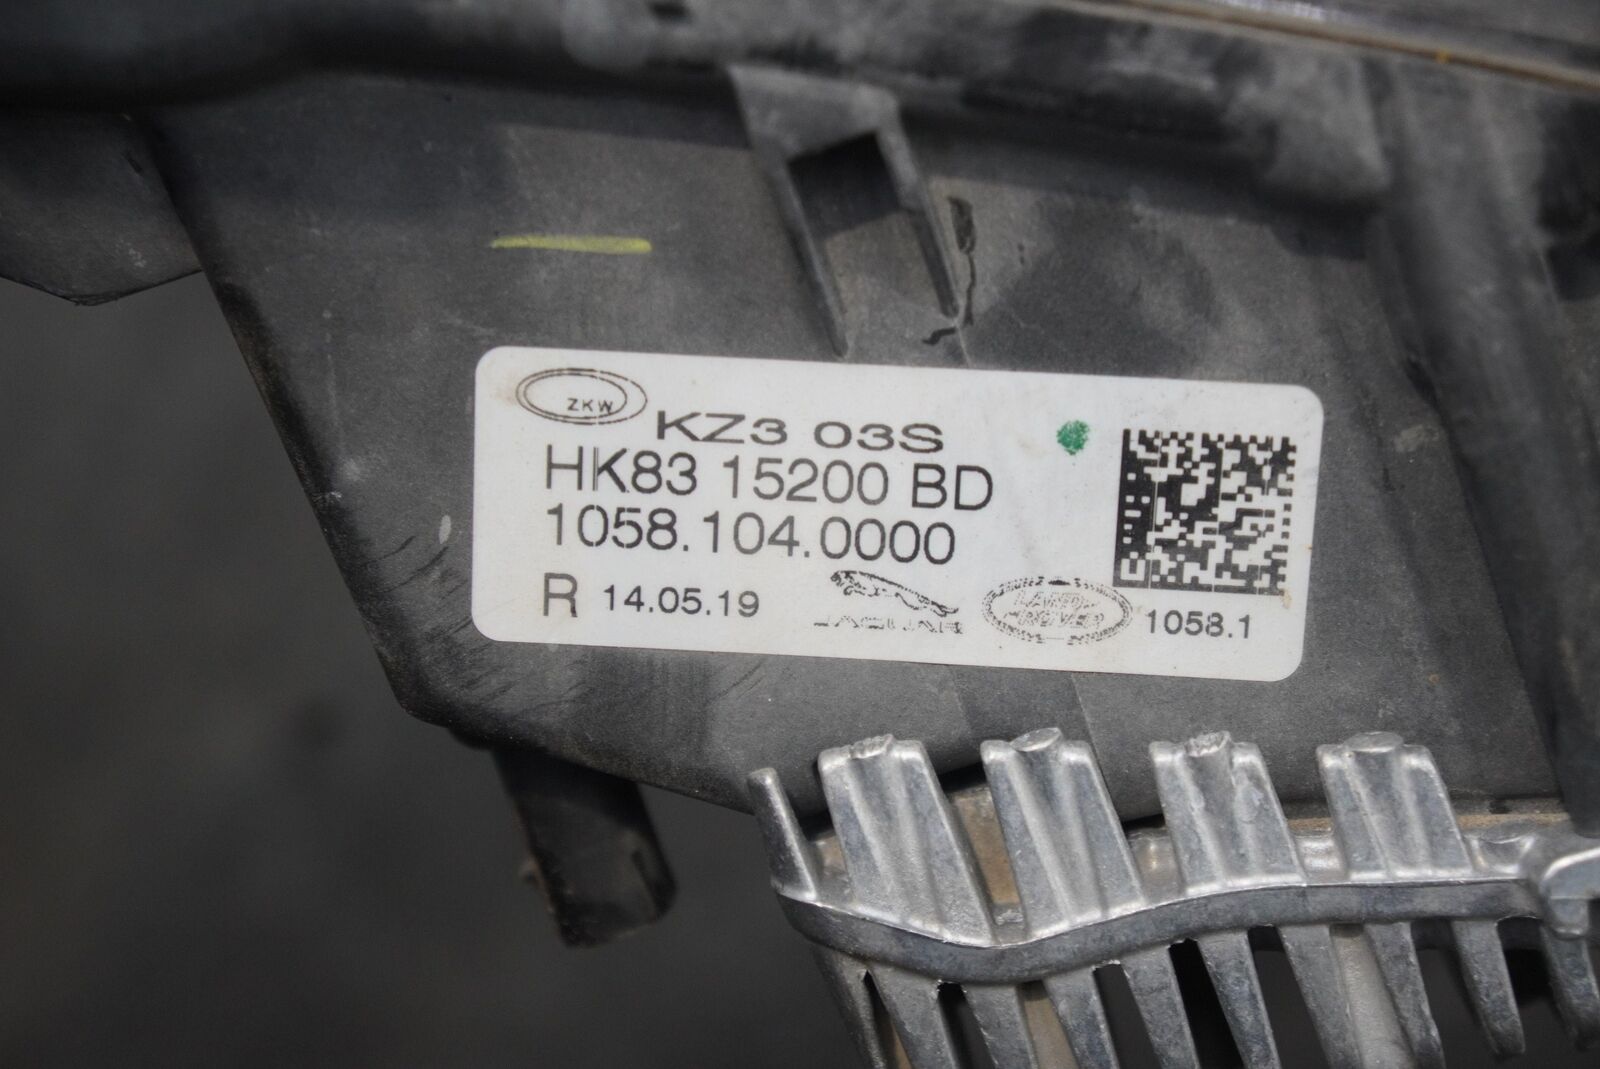 ZKW
KZ3 03S
HK83 15200 BD
1058.104.0000
R 14.05.19
JAGUAR
LAND
ROVER
1058.1